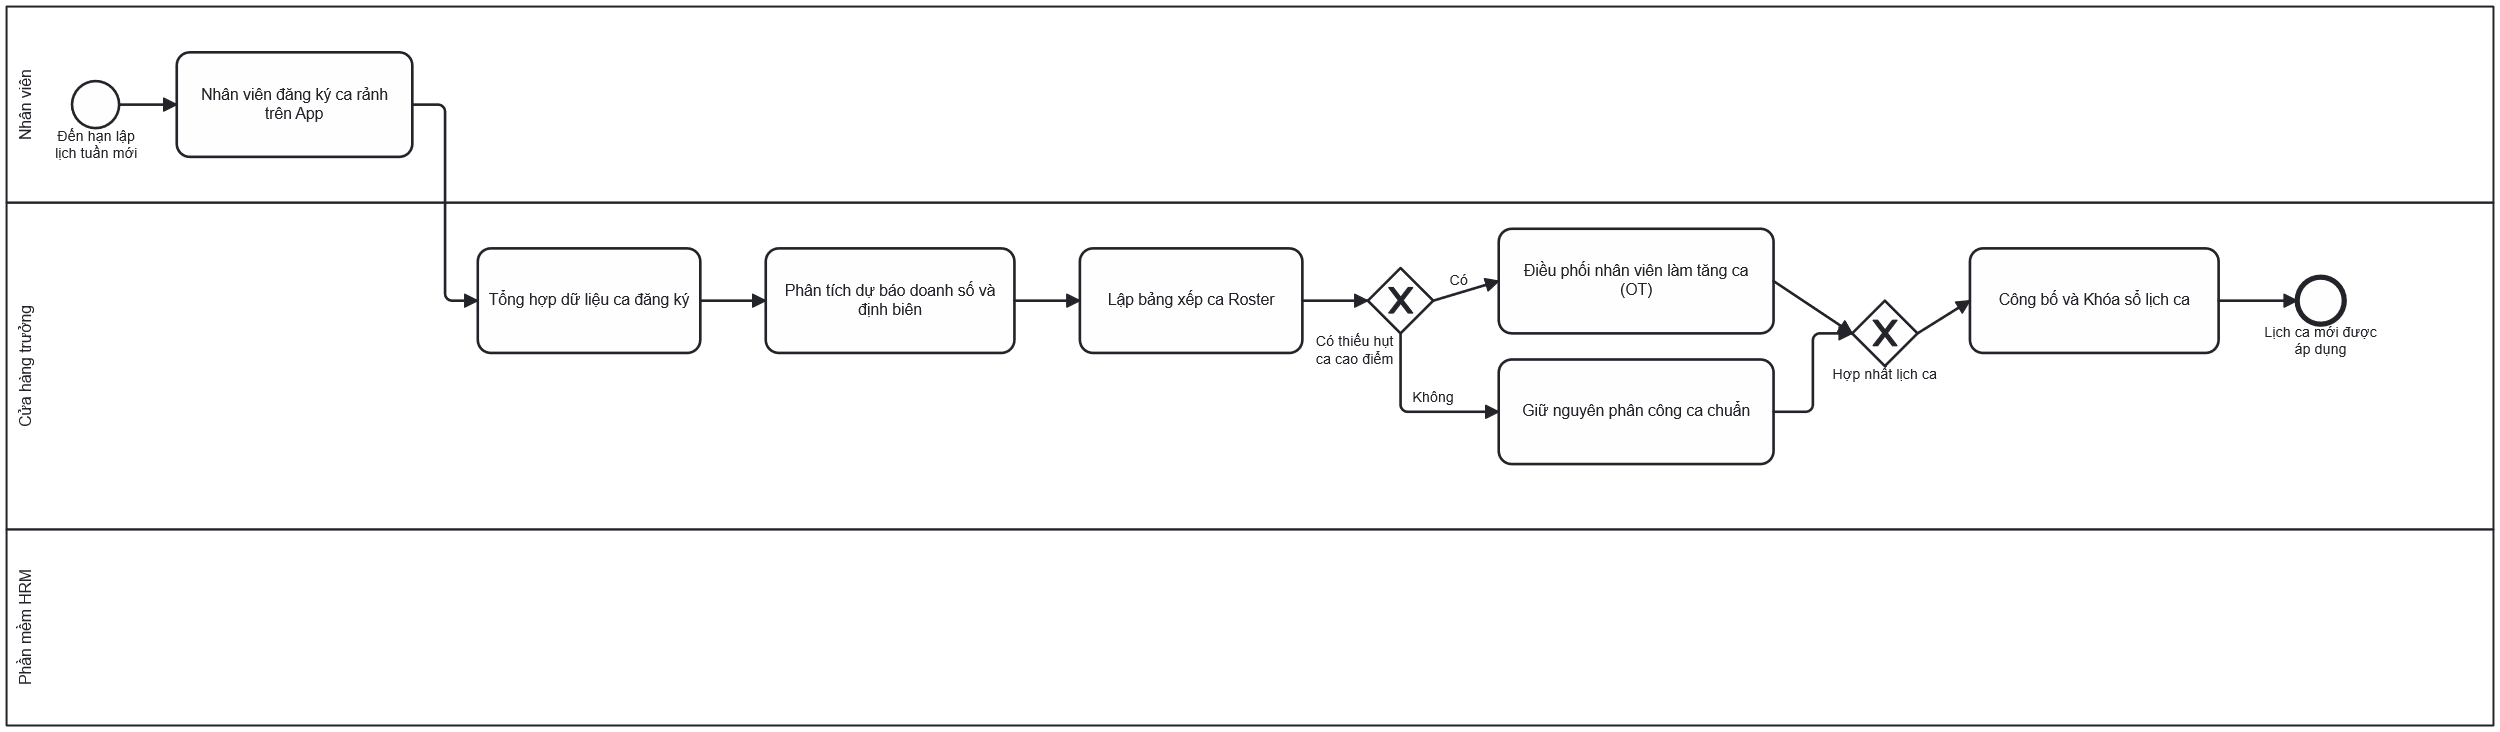 Nhân viên
Đến hạn lập
lịch tuần mới
Nhân viên đăng ký ca rảnh
trên App
Cửa hàng trưởng
Tổng hợp dữ liệu ca đăng ký
Phân tích dự báo doanh số và
định biên
Lập bảng xếp ca Roster
Có thiếu hụt
ca cao điểm
Có
Không
Điều phối nhân viên làm tăng ca
(OT)
Giữ nguyên phân công ca chuẩn
Hợp nhất lịch ca
Công bố và Khóa sổ lịch ca
Lịch ca mới được
áp dụng
Phần mềm HRM